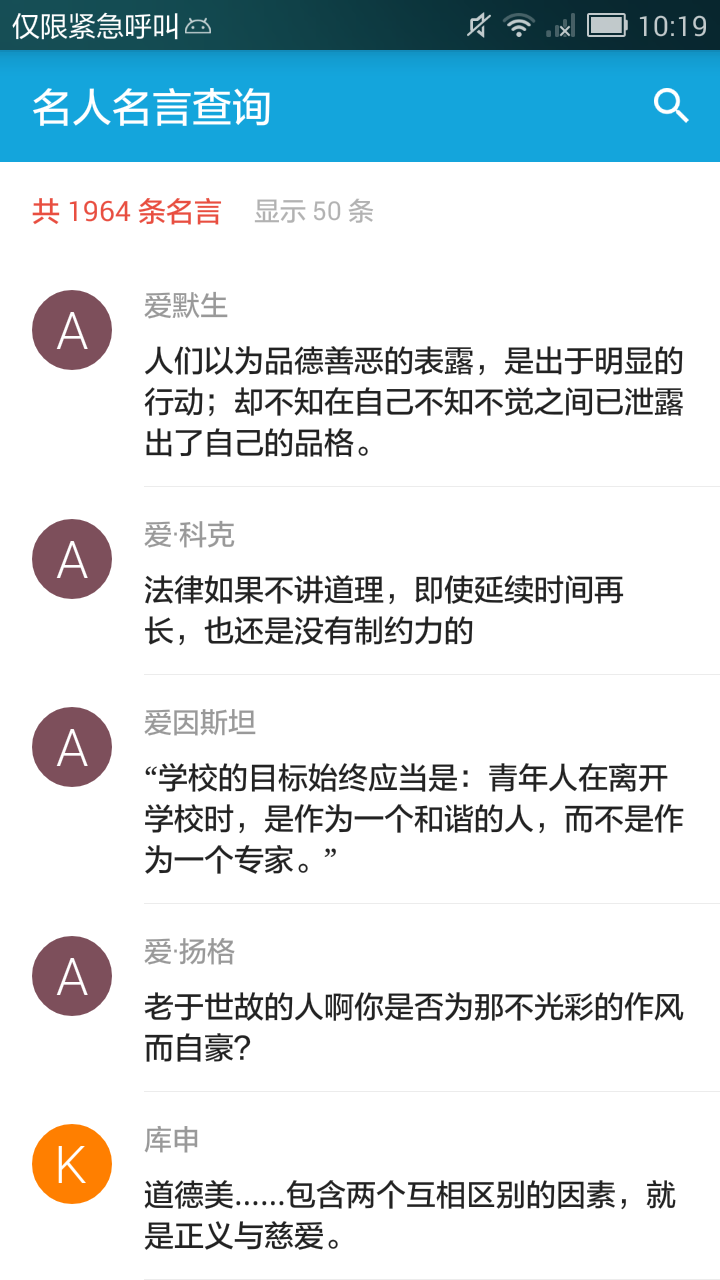 仅限紧急呼叫 10:19
名人名言查询
共 1964 条名言 显示 50 条
A 爱默生
人们以为品德善恶的表露，是出于明显的
行动；却不知在自己不知不觉之间已泄露
出了自己的品格。
A 爱·科克
法律如果不讲道理，即使延续时间再
长，也还是没有制约力的
A 爱因斯坦
“学校的目标始终应当是：青年人在离开
学校时，是作为一个和谐的人，而不是作
为一个专家。”
A 爱·扬格
老于世故的人啊你是否为那不光彩的作风
而自豪?
K 库申
道德美......包含两个互相区别的因素，就
是正义与慈爱。